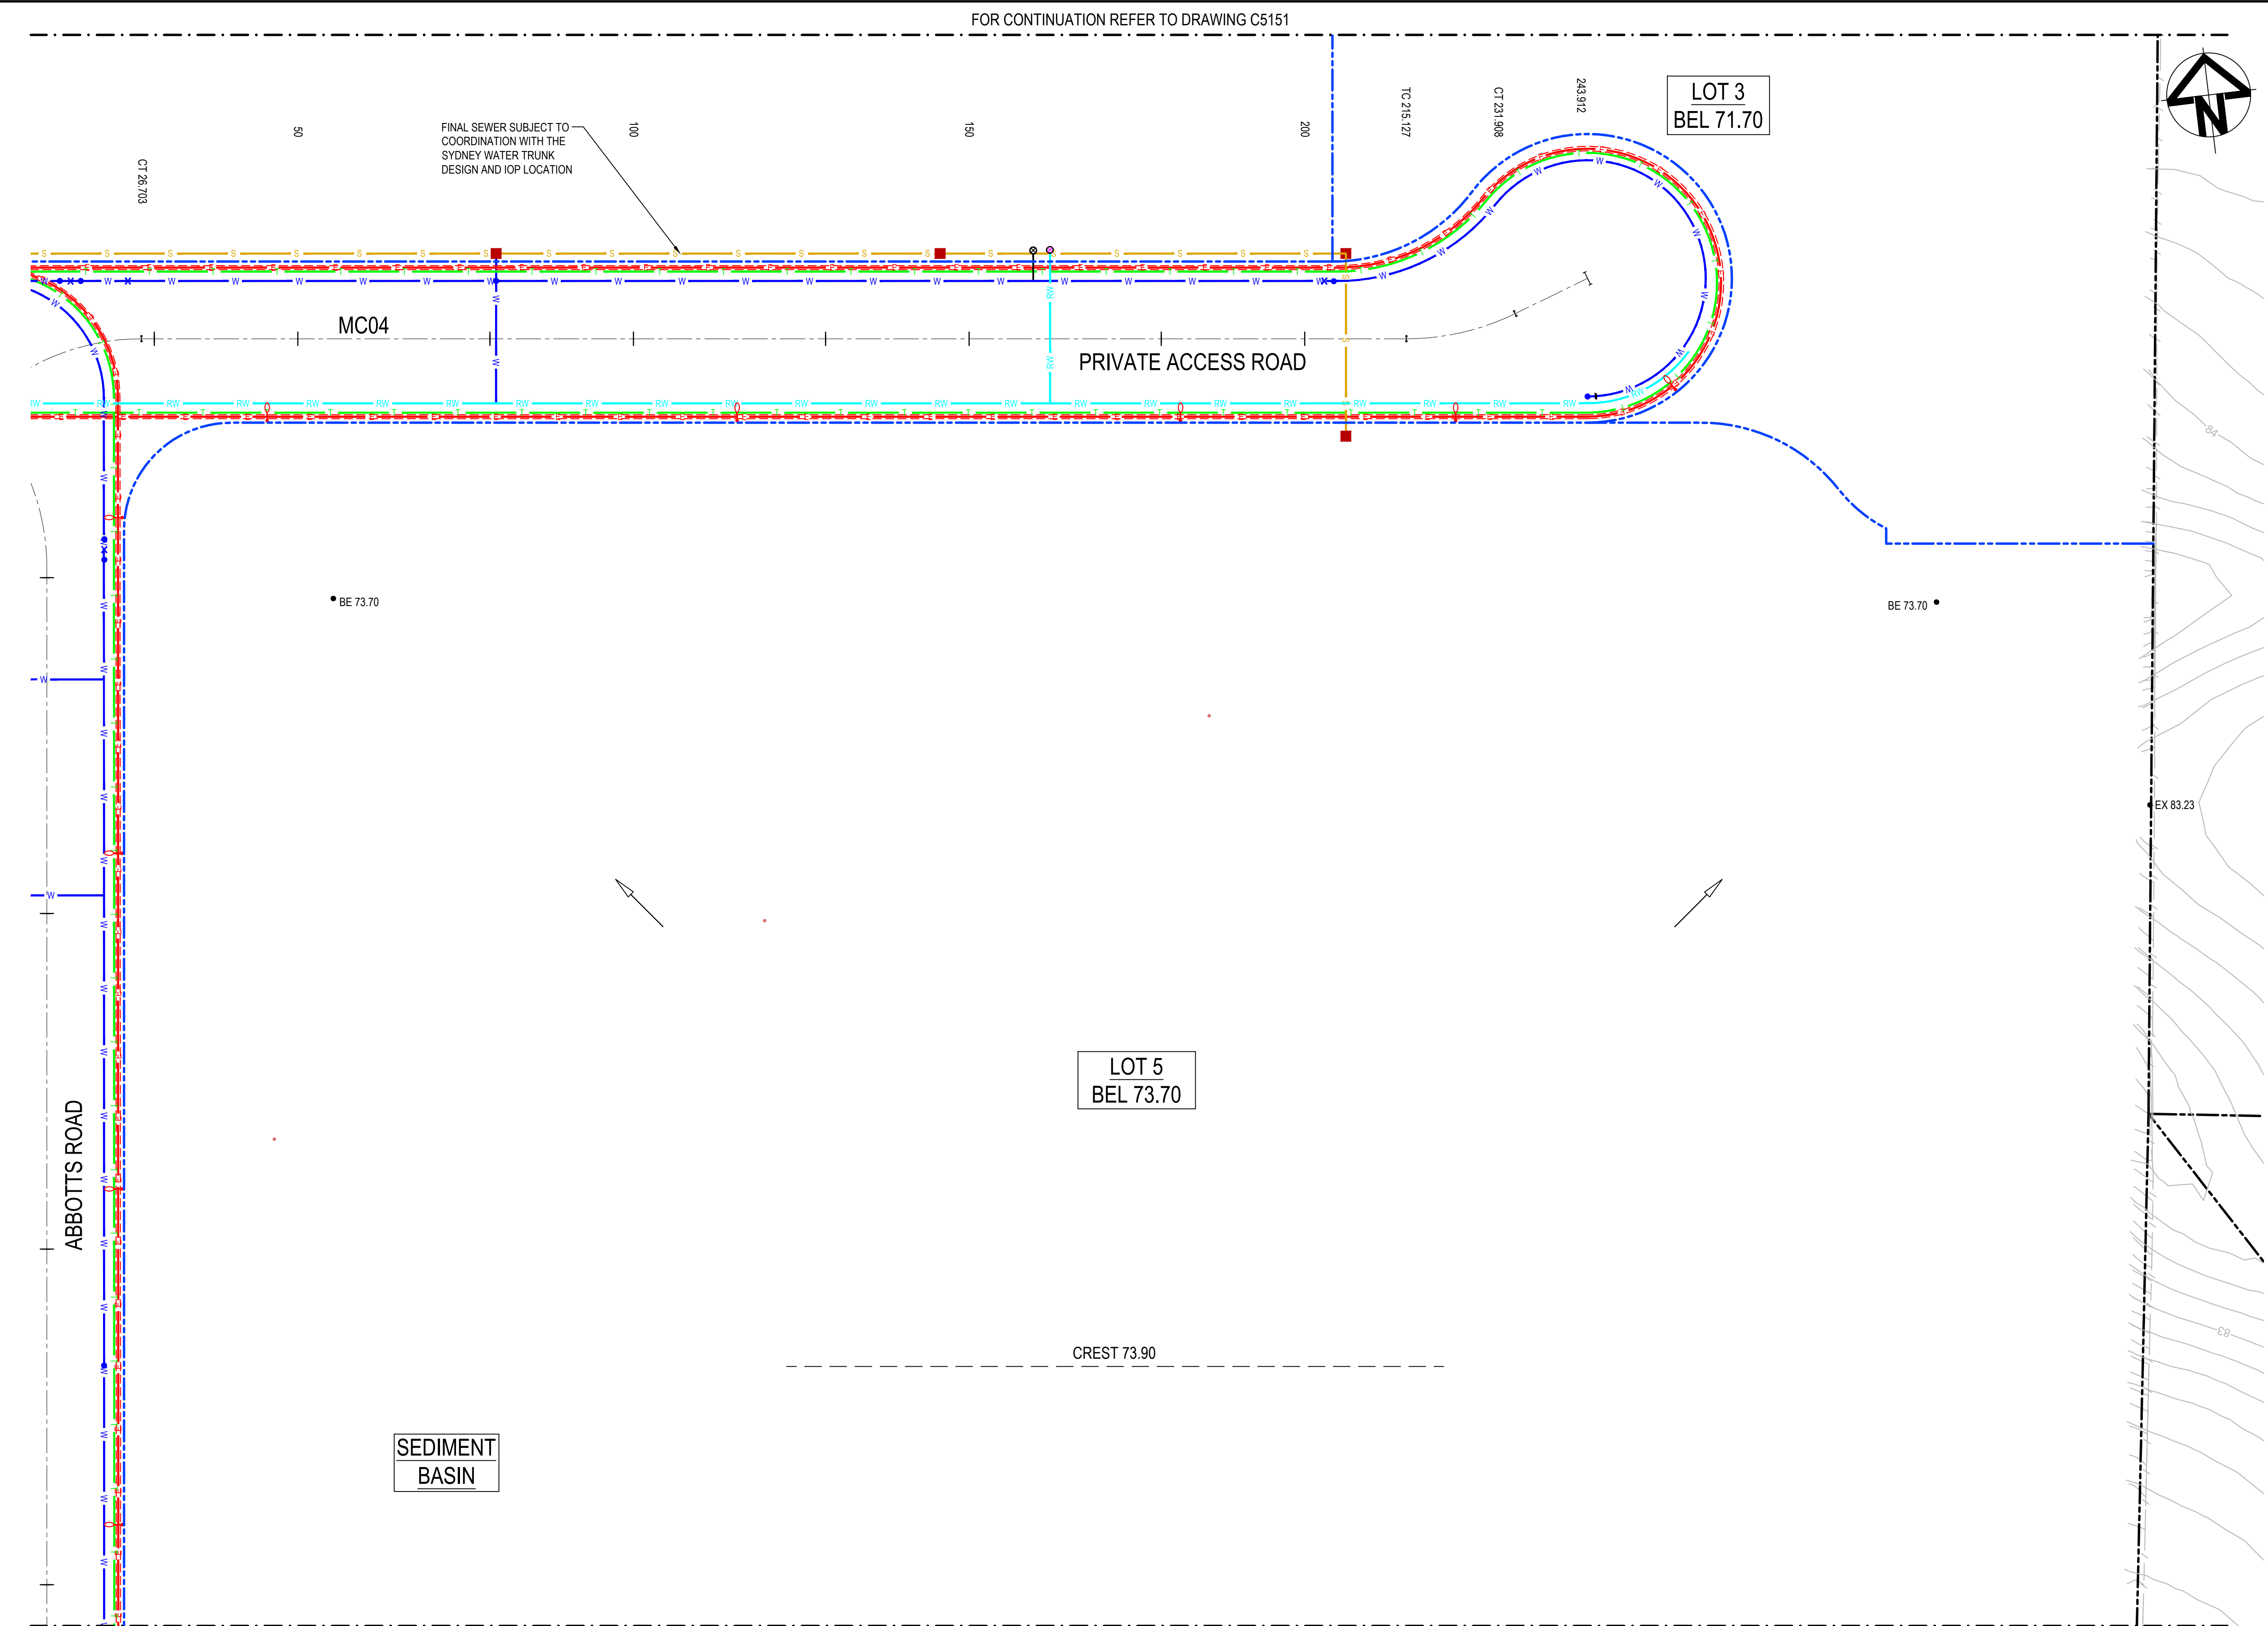 FOR CONTINUATION REFER TO DRAWING C5151
LOT 3
BEL 71.70
N
243.912
CT 231.908
TC 215.127
200
150
100
50
CT 26.703
FINAL SEWER SUBJECT TO
COORDINATION WITH THE
SYDNEY WATER TRUNK
DESIGN AND IOP LOCATION
MC04
PRIVATE ACCESS ROAD
84
BE 73.70
BE 73.70
EX 83.23
LOT 5
BEL 73.70
ABBOTTS ROAD
CREST 73.90
83
SEDIMENT
BASIN